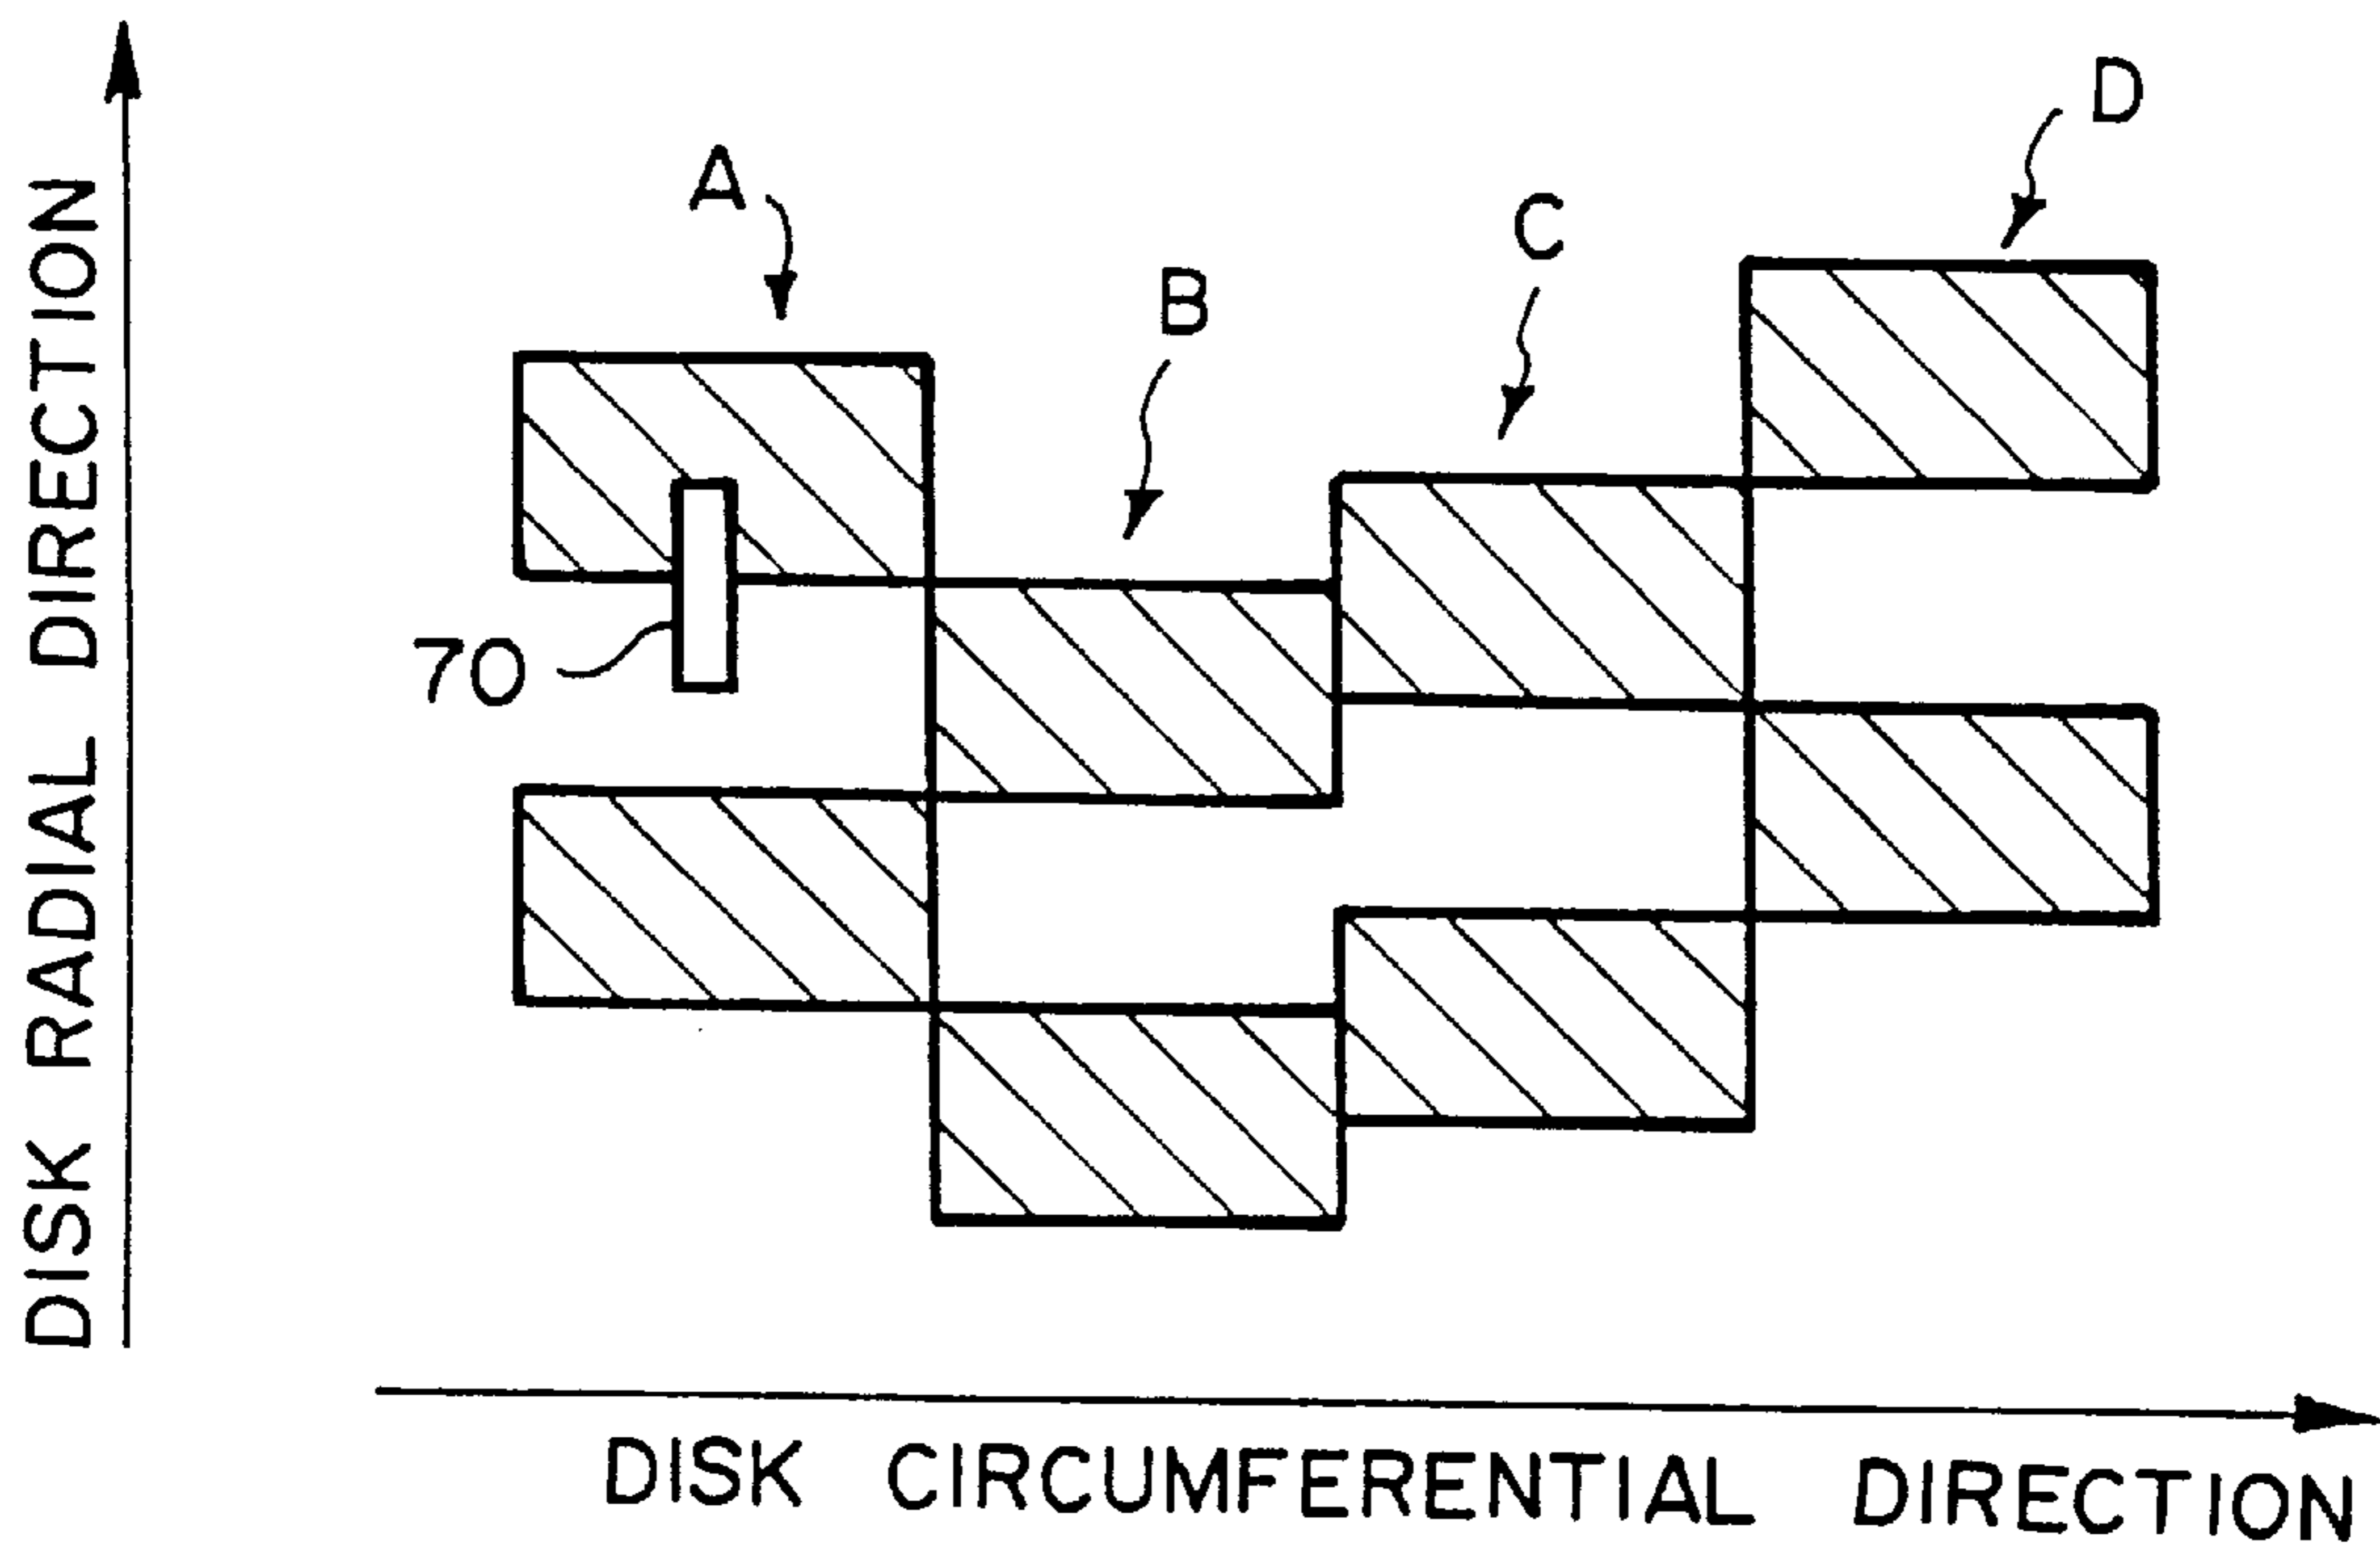 D
A
C
B
70
DISK RADIAL DIRECTION
DISK CIRCUMFERENTIAL DIRECTION